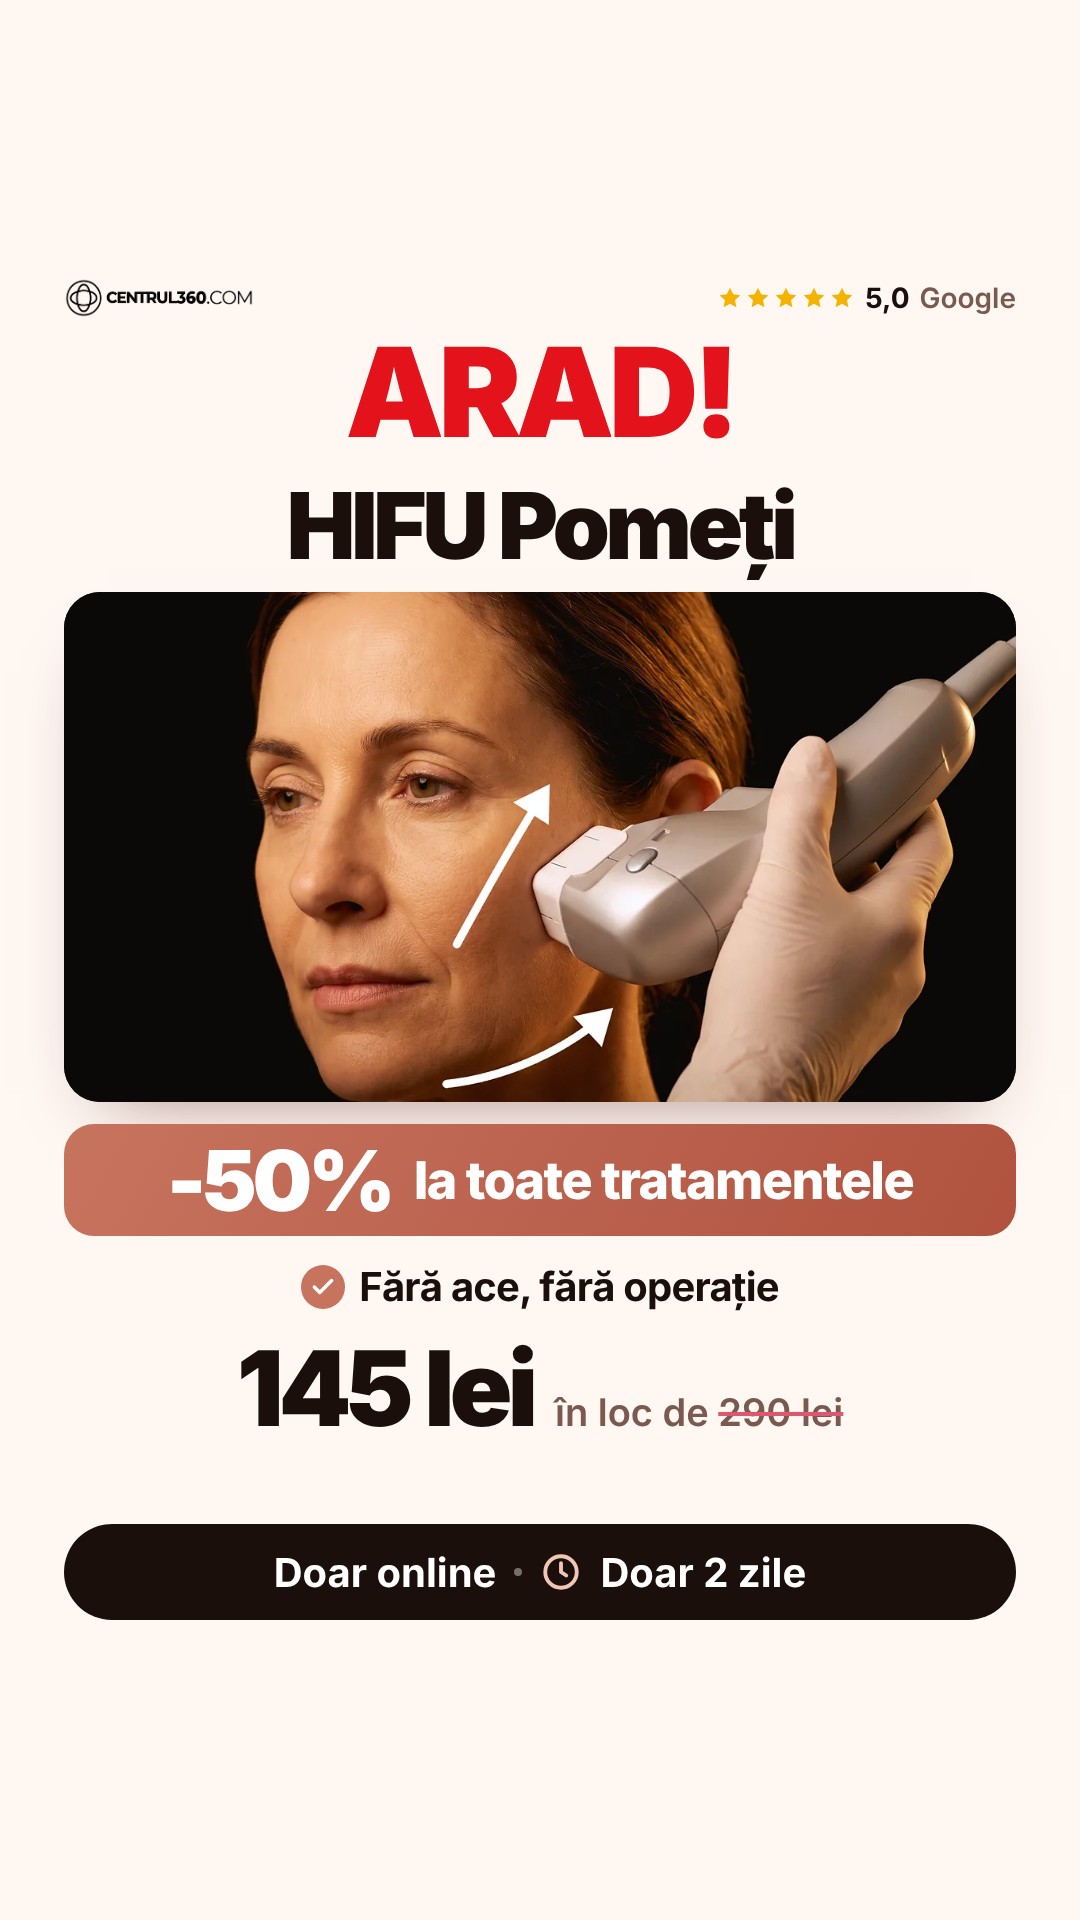 CENTRUL360.COM
5,0 Google
ARAD!
HIFU Pomeți
-50% la toate tratamentele
Fără ace, fără operație
145 lei în loc de 290 lei
Doar online • Doar 2 zile